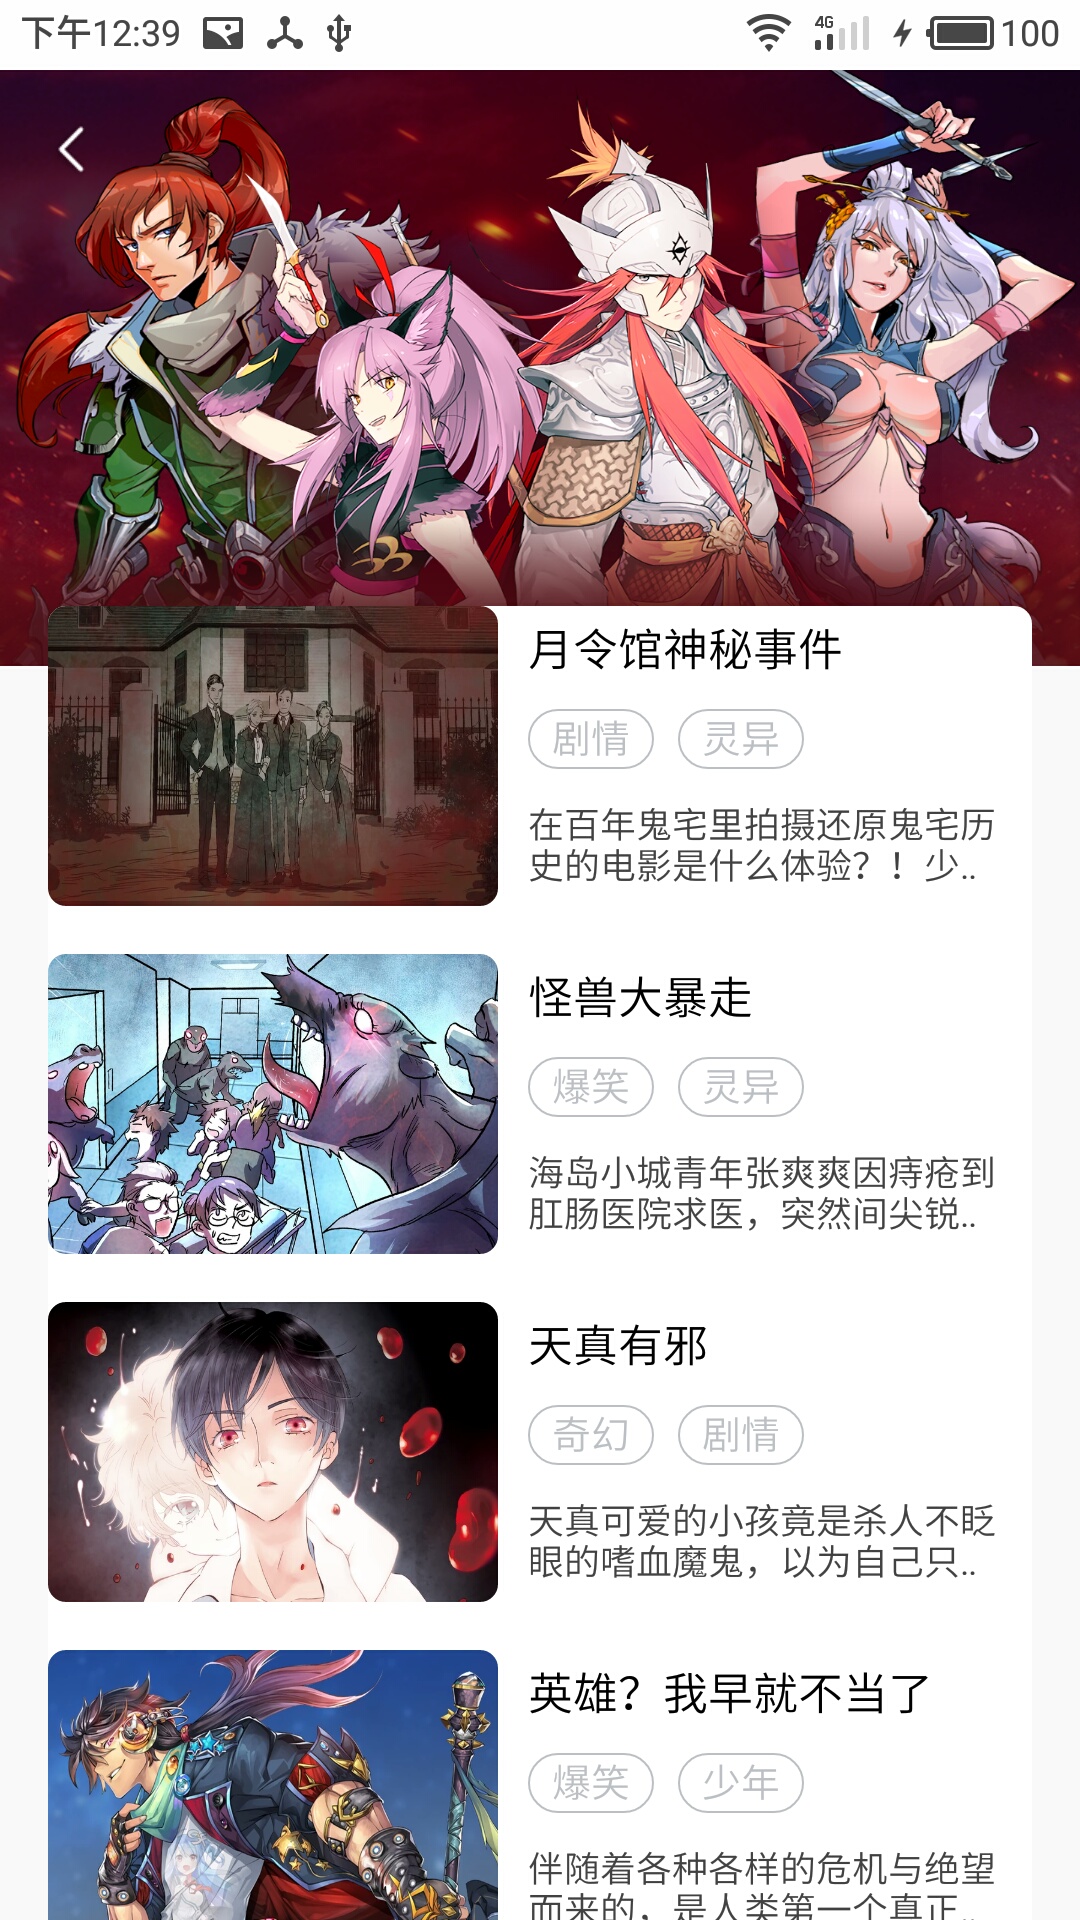 下午12:39
4G
100
月令馆神秘事件
剧情 灵异
在百年鬼宅里拍摄还原鬼宅历
史的电影是什么体验？！少..
怪兽大暴走
爆笑 灵异
海岛小城青年张爽爽因痔疮到
肛肠医院求医，突然间尖锐..
天真有邪
奇幻 剧情
天真可爱的小孩竟是杀人不眨
眼的嗜血魔鬼，以为自己只..
英雄？我早就不当了
爆笑 少年
伴随着各种各样的危机与绝望
而来的，是人类第一个真正..